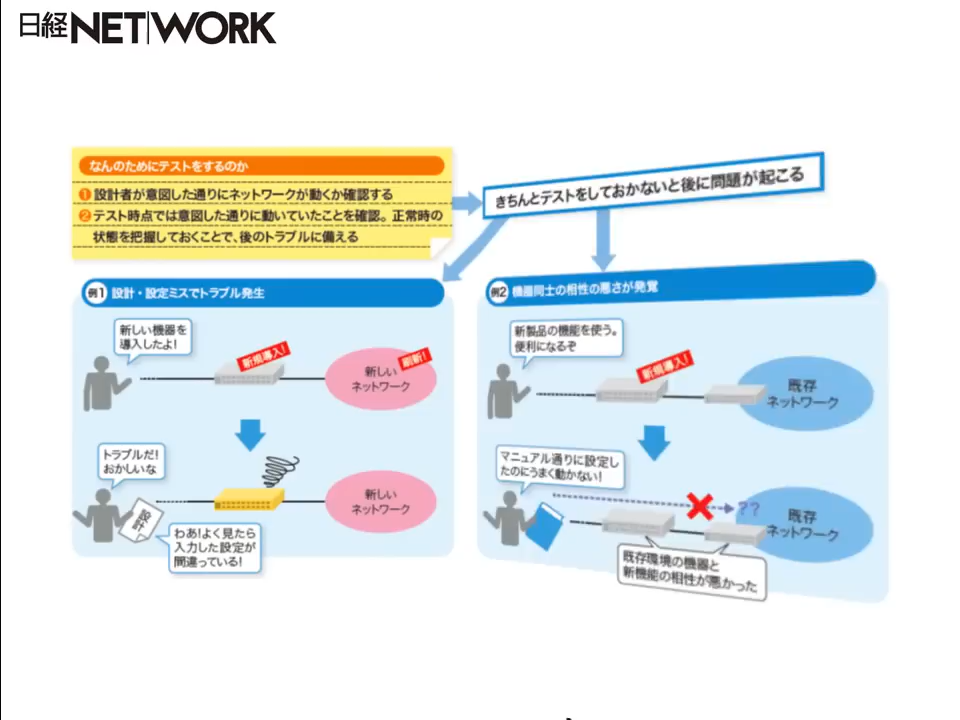 日経NETWORK
なんのためにテストをするのか
❶設計者が意図した通りにネットワークが動くか確認する
❷テスト時点では意図した通りに動いていたことを確認。正常時の
状態を把握しておくことで、後のトラブルに備える
きちんとテストをしておかないと後に問題が起こる
例1 設計・設定ミスでトラブル発生
新しい機器を
導入したよ!
新規導入!
刷新!
新しい
ネットワーク
トラブルだ!
おかしいな
設計
わあ!よく見たら
入力した設定が
間違っている!
新しい
ネットワーク
例2 機器同士の相性の悪さが発覚
新製品の機能を使う。
便利になるぞ
新規導入!
既存
ネットワーク
マニュアル通りに設定し
たのにうまく動かない!
??
既存
ネットワーク
既存環境の機器と
新機能の相性が悪かった